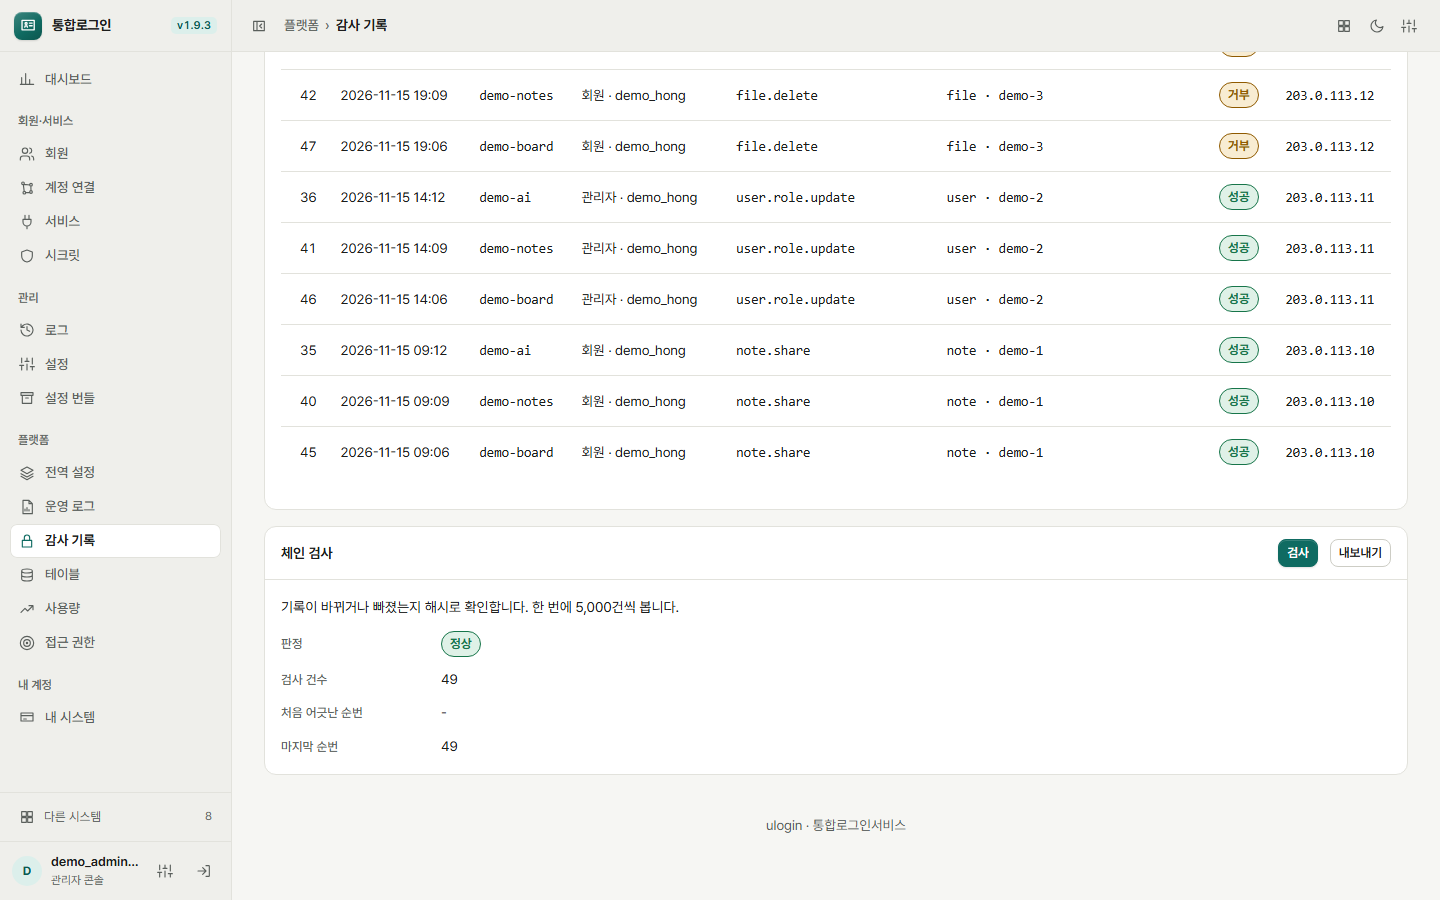 통합로그인 v1.9.3
플랫폼 › 감사 기록
대시보드
회원·서비스
회원
계정 연결
서비스
시크릿
관리
로그
설정
설정 번들
플랫폼
전역 설정
운영 로그
감사 기록
테이블
사용량
접근 권한
내 계정
내 시스템
다른 시스템 8
D demo_admin...
관리자 콘솔
42 2026-11-15 19:09 demo-notes 회원 · demo_hong file.delete file · demo-3 거부 203.0.113.12
47 2026-11-15 19:06 demo-board 회원 · demo_hong file.delete file · demo-3 거부 203.0.113.12
36 2026-11-15 14:12 demo-ai 관리자 · demo_hong user.role.update user · demo-2 성공 203.0.113.11
41 2026-11-15 14:09 demo-notes 관리자 · demo_hong user.role.update user · demo-2 성공 203.0.113.11
46 2026-11-15 14:06 demo-board 관리자 · demo_hong user.role.update user · demo-2 성공 203.0.113.11
35 2026-11-15 09:12 demo-ai 회원 · demo_hong note.share note · demo-1 성공 203.0.113.10
40 2026-11-15 09:09 demo-notes 회원 · demo_hong note.share note · demo-1 성공 203.0.113.10
45 2026-11-15 09:06 demo-board 회원 · demo_hong note.share note · demo-1 성공 203.0.113.10
체인 검사 검사 내보내기
기록이 바뀌거나 빠졌는지 해시로 확인합니다. 한 번에 5,000건씩 봅니다.
판정 정상
검사 건수 49
처음 어긋난 순번 -
마지막 순번 49
ulogin · 통합로그인서비스